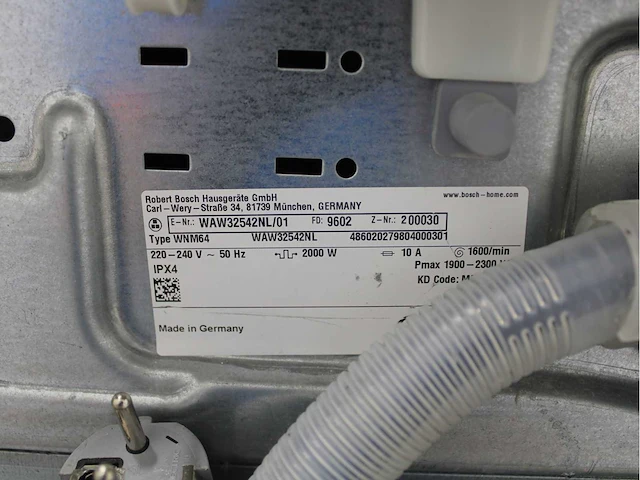 Robert Bosch Hausgeräte GmbH www.bosch-home.com
Carl-Wery-Straße 34, 81739 München, GERMANY
E-Nr.: WAW32542NL/01 FD: 9602 Z-Nr.: 200030
Type WNM64 WAW32542NL 486020279804000301
220-240 V ~ 50 Hz 2000 W 10 A 1600/min
IPX4 Pmax 1900-2300
KD Code:
Made in Germany